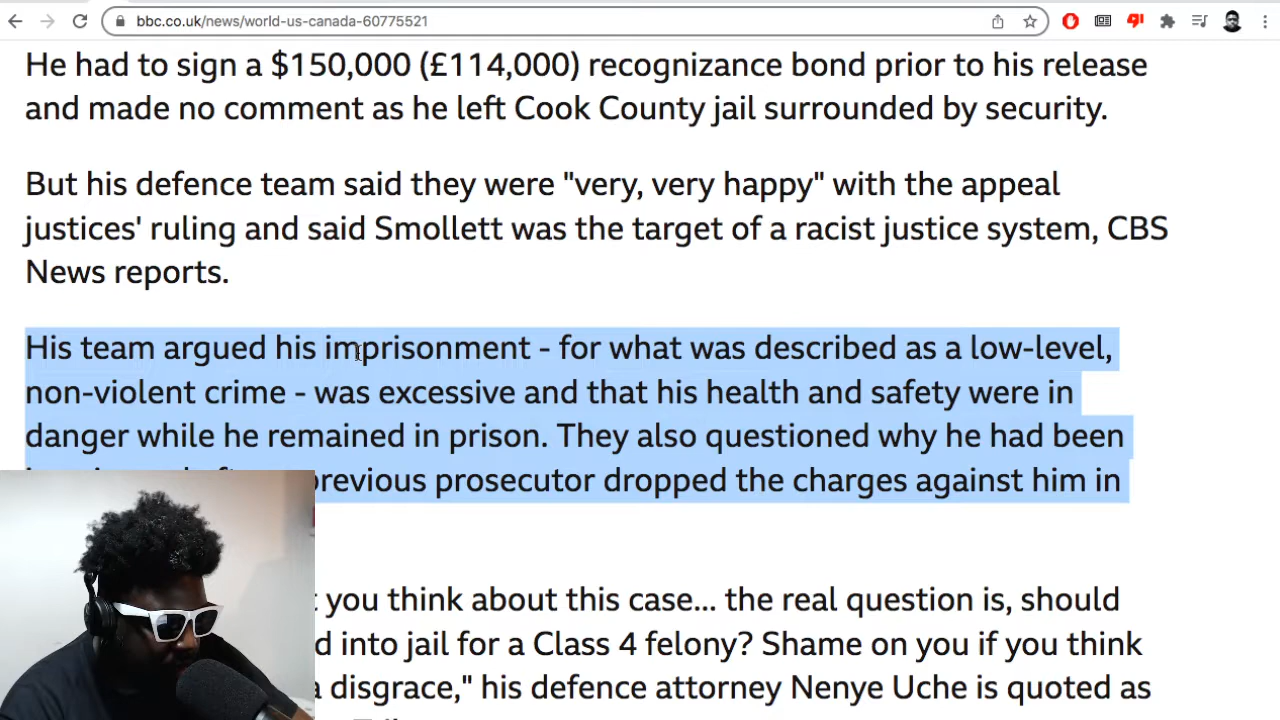 bbc.co.uk/news/world-us-canada-60775521
He had to sign a $150,000 (£114,000) recognizance bond prior to his release
and made no comment as he left Cook County jail surrounded by security.
But his defence team said they were "very, very happy" with the appeal
justices' ruling and said Smollett was the target of a racist justice system, CBS
News reports.
His team argued his imprisonment - for what was described as a low-level,
non-violent crime - was excessive and that his health and safety were in
danger while he remained in prison. They also questioned why he had been
previous prosecutor dropped the charges against him in
you think about this case... the real question is, should
into jail for a Class 4 felony? Shame on you if you think
a disgrace," his defence attorney Nenye Uche is quoted as